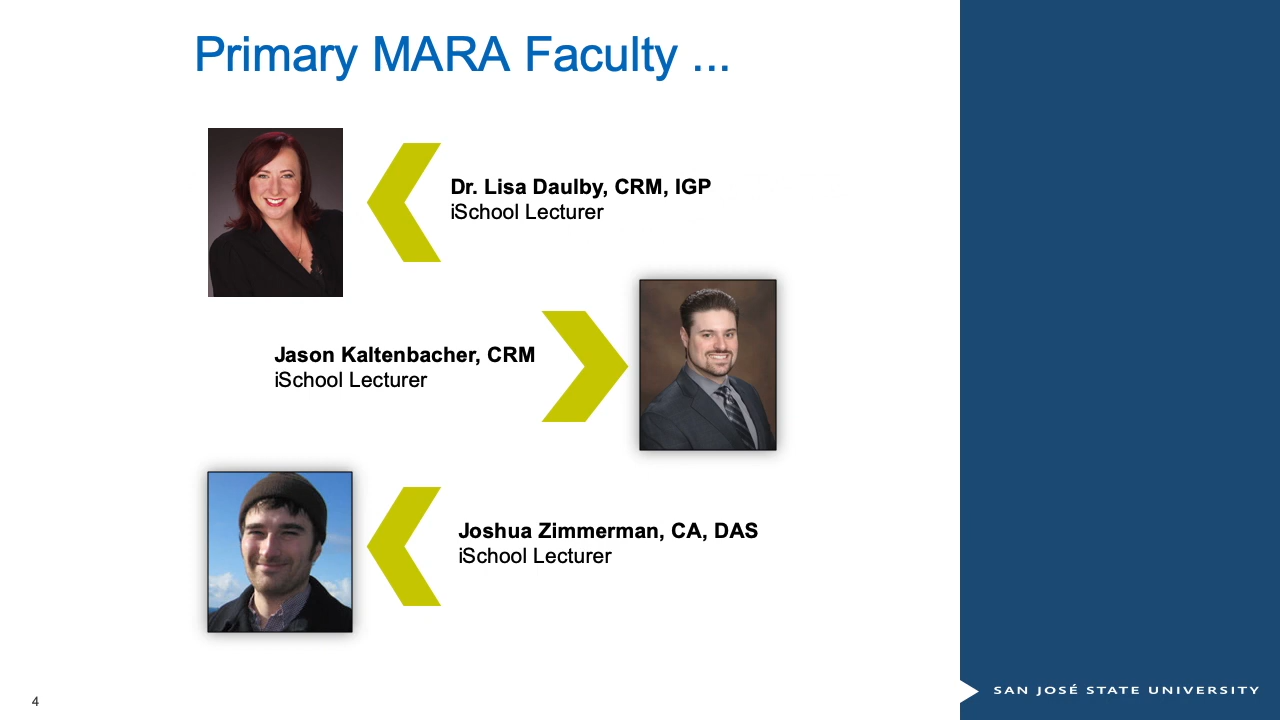 Primary MARA Faculty ...
Dr. Lisa Daulby, CRM, IGP
iSchool Lecturer
Jason Kaltenbacher, CRM
iSchool Lecturer
Joshua Zimmerman, CA, DAS
iSchool Lecturer
4
SAN JOSÉ STATE UNIVERSITY